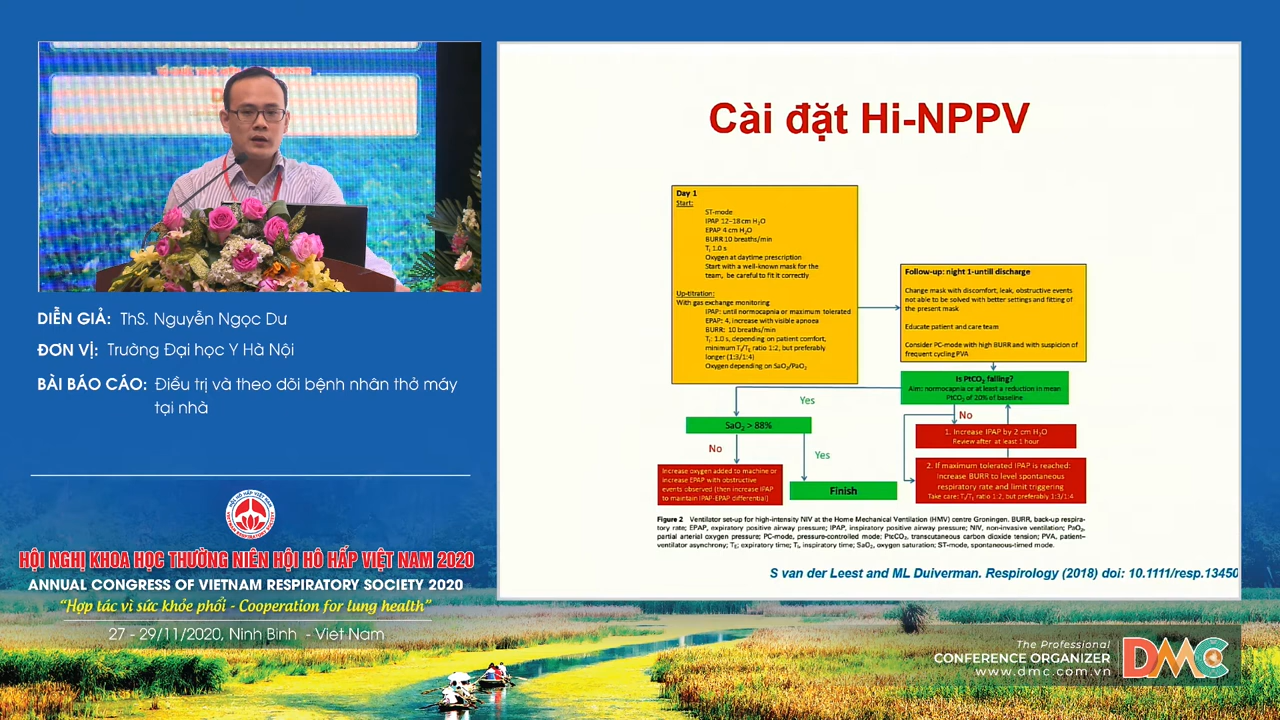 DIỄN GIẢ: ThS. Nguyễn Ngọc Dư
ĐƠN VỊ: Trường Đại học Y Hà Nội
BÀI BÁO CÁO: Điều trị và theo dõi bệnh nhân thở máy
tại nhà
HỘI NGHỊ KHOA HỌC THƯỜNG NIÊN HỘI HÔ HẤP VIỆT NAM 2020
ANNUAL CONGRESS OF VIETNAM RESPIRATORY SOCIETY 2020
“Hợp tác vì sức khỏe phổi - Cooperation for lung health”
27 - 29/11/2020, Ninh Bình - Việt Nam
Cài đặt Hi-NPPV
Day 1
Start:
ST-mode
IPAP 12–18 cm H₂O
EPAP 4 cm H₂O
BURR 10 breaths/min
Tᵢ 1.0 s
Oxygen at daytime prescription
Start with a well-known mask for the
team, be careful to fit it correctly
Up-titration:
With gas exchange monitoring
IPAP: until normocapnia or maximum tolerated
EPAP: 4, increase with visible apnoea
BURR: 10 breaths/min
Tᵢ: 1.0 s, depending on patient comfort,
minimum Tᵢ/Tᴇ ratio 1:2, but preferably
longer (1:3/1:4)
Oxygen depending on SaO₂/PaO₂
Follow-up: night 1-untill discharge
Change mask with discomfort, leak, obstructive events
not able to be solved with better settings and fitting of
the present mask
Educate patient and care team
Consider PC-mode with high BURR and with suspicion of
frequent cycling PVA
Is PtCO₂ falling?
Aim: normocapnia or at least a reduction in mean
PtCO₂ of 20% of baseline
Yes
No
SaO₂ > 88%
1. Increase IPAP by 2 cm H₂O
Review after at least 1 hour
No
Yes
Increase oxygen added to machine or
increase EPAP with obstructive
events observed (then increase IPAP
to maintain IPAP-EPAP differential)
Finish
2. If maximum tolerated IPAP is reached:
Increase BURR to level spontaneous
respiratory rate and limit triggering
Take care: Tᵢ/Tᴇ ratio 1:2, but preferably 1:3/1:4
Figure 2 Ventilator set-up for high-intensity NIV at the Home Mechanical Ventilation (HMV) centre Groningen. BURR, back-up respira-
tory rate; EPAP, expiratory positive airway pressure; IPAP, inspiratory positive airway pressure; NIV, non-invasive ventilation; PaO₂,
partial arterial oxygen pressure; PC-mode, pressure-controlled mode; PtcCO₂, transcutaneous carbon dioxide tension; PVA, patient–
ventilator asynchrony; Tᴇ, expiratory time; Tᵢ, inspiratory time; SaO₂, oxygen saturation; ST-mode, spontaneous-timed mode.
S van der Leest and ML Duiverman. Respirology (2018) doi: 10.1111/resp.13450
The Professional
CONFERENCE ORGANIZER
www.dmc.com.vn
DMC